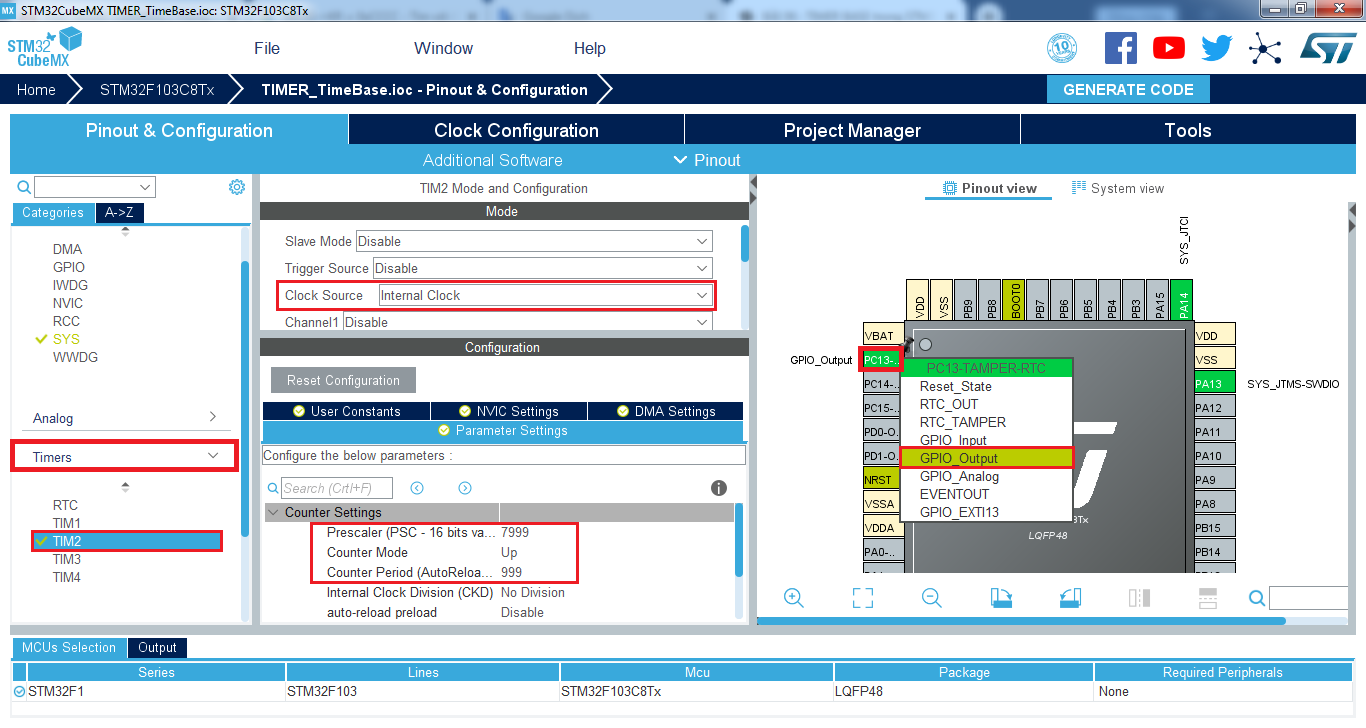 MX STM32CubeMX TIMER_TimeBase.ioc: STM32F103C8Tx
STM32 CubeMX
File Window Help
10
Home STM32F103C8Tx TIMER_TimeBase.ioc - Pinout & Configuration GENERATE CODE
Pinout & Configuration Clock Configuration Project Manager Tools
Additional Software Pinout
Categories A->Z
DMA
GPIO
IWDG
NVIC
RCC
SYS
WWDG
Analog
Timers
RTC
TIM1
TIM2
TIM3
TIM4
TIM2 Mode and Configuration
Mode
Slave Mode Disable
Trigger Source Disable
Clock Source Internal Clock
Channel1 Disable
Configuration
Reset Configuration
User Constants NVIC Settings DMA Settings
Parameter Settings
Configure the below parameters :
Search (CrtI+F)
Counter Settings
Prescaler (PSC - 16 bits va... 7999
Counter Mode Up
Counter Period (AutoReloa... 999
Internal Clock Division (CKD) No Division
auto-reload preload Disable
Pinout view System view
SYS_JTCI
VDD VSS PB9 PB8 BOOT0 PB7 PB6 PB5 PB4 PB3 PA15 PA14
GPIO_Output
VBAT
PC13-..
PC14-..
PC15-..
PD0-O..
PD1-O..
NRST
VSSA
VDDA
PA0-..
PC13-TAMPER-RTC
Reset_State
RTC_OUT
RTC_TAMPER
GPIO_Input
GPIO_Output
GPIO_Analog
EVENTOUT
GPIO_EXTI13
8Tx
LQFP48
VDD
VSS
PA13 SYS_JTMS-SWDIO
PA12
PA11
PA10
PA9
PA8
PB15
PB14
MCUs Selection Output
Series Lines Mcu Package Required Peripherals
STM32F1 STM32F103 STM32F103C8Tx LQFP48 None